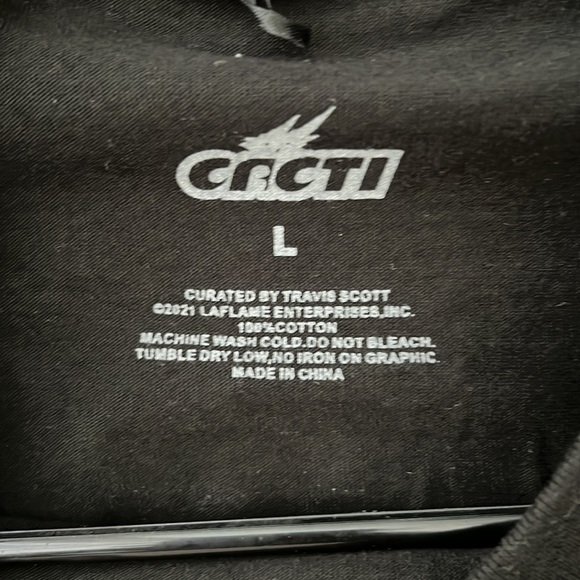 CACTI
L
CURATED BY TRAVIS SCOTT
©2021 LAFLAME ENTERPRISES,INC.
100%COTTON
MACHINE WASH COLD.DO NOT BLEACH.
TUMBLE DRY LOW,NO IRON ON GRAPHIC.
MADE IN CHINA